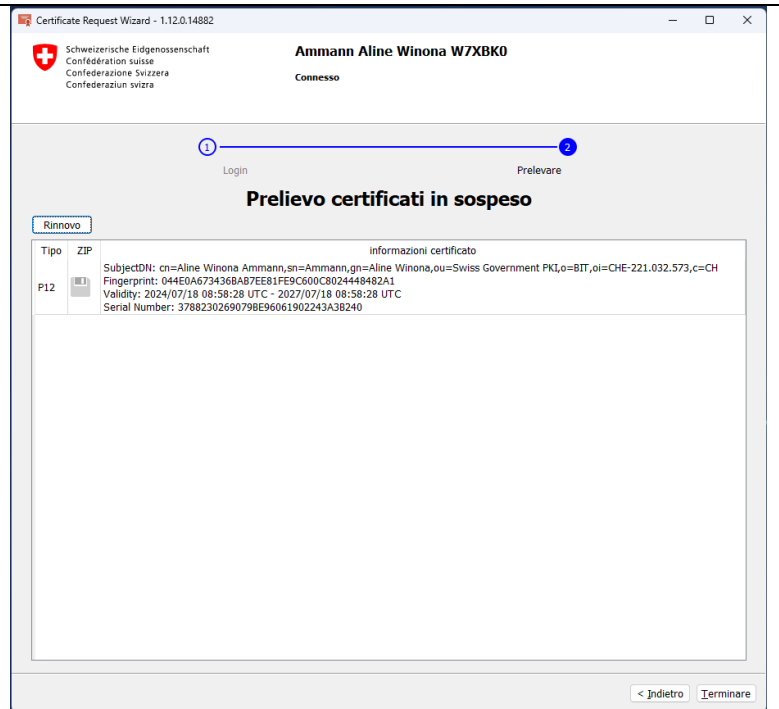 Certificate Request Wizard - 1.12.0.14882
Schweizerische Eidgenossenschaft
Confédération suisse
Confederazione Svizzera
Confederaziun svizra
Ammann Aline Winona W7XBK0
Connesso
1
2
Login
Prelevare
Prelievo certificati in sospeso
Rinnovo
Tipo ZIP informazioni certificato
P12
SubjectDN: cn=Aline Winona Ammann,sn=Ammann,gn=Aline Winona,ou=Swiss Government PKI,o=BIT,oi=CHE-221.032.573,c=CH
Fingerprint: 044E0A673436BAB7EE81FE9C600C8024448482A1
Validity: 2024/07/18 08:58:28 UTC - 2027/07/18 08:58:28 UTC
Serial Number: 3788230269079BE96061902243A3B240
< Indietro Terminare